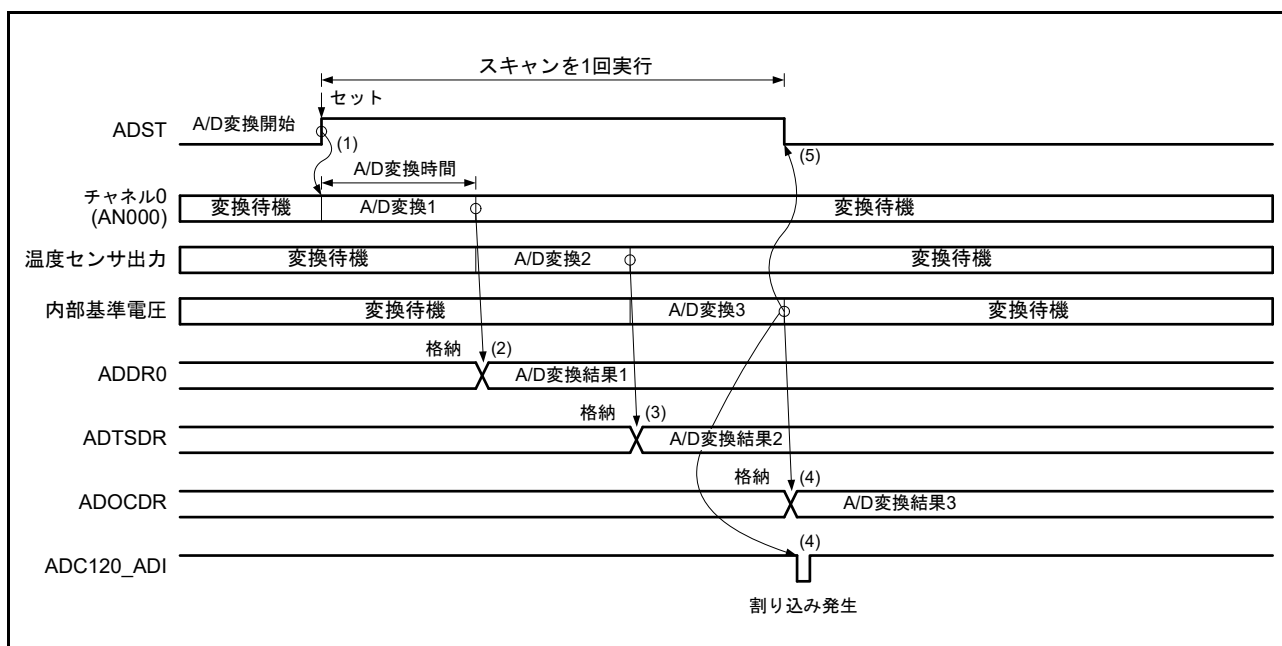 スキャンを1回実行
セット
ADST
A/D変換開始
(1)
(5)
A/D変換時間
チャネル0
(AN000)
変換待機
A/D変換1
変換待機
温度センサ出力
変換待機
A/D変換2
変換待機
内部基準電圧
変換待機
A/D変換3
変換待機
格納
(2)
ADDR0
A/D変換結果1
格納
(3)
ADTSDR
A/D変換結果2
格納
(4)
ADOCDR
A/D変換結果3
(4)
ADC120_ADI
割り込み発生